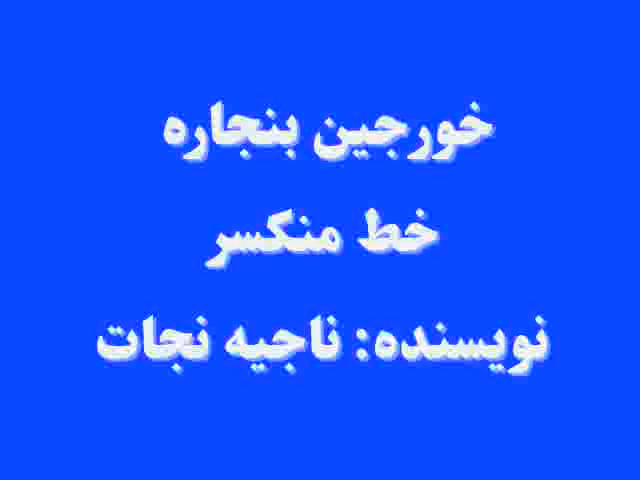 خورجین بنجاره
خط منکسر
نویسنده: ناجیه نجات